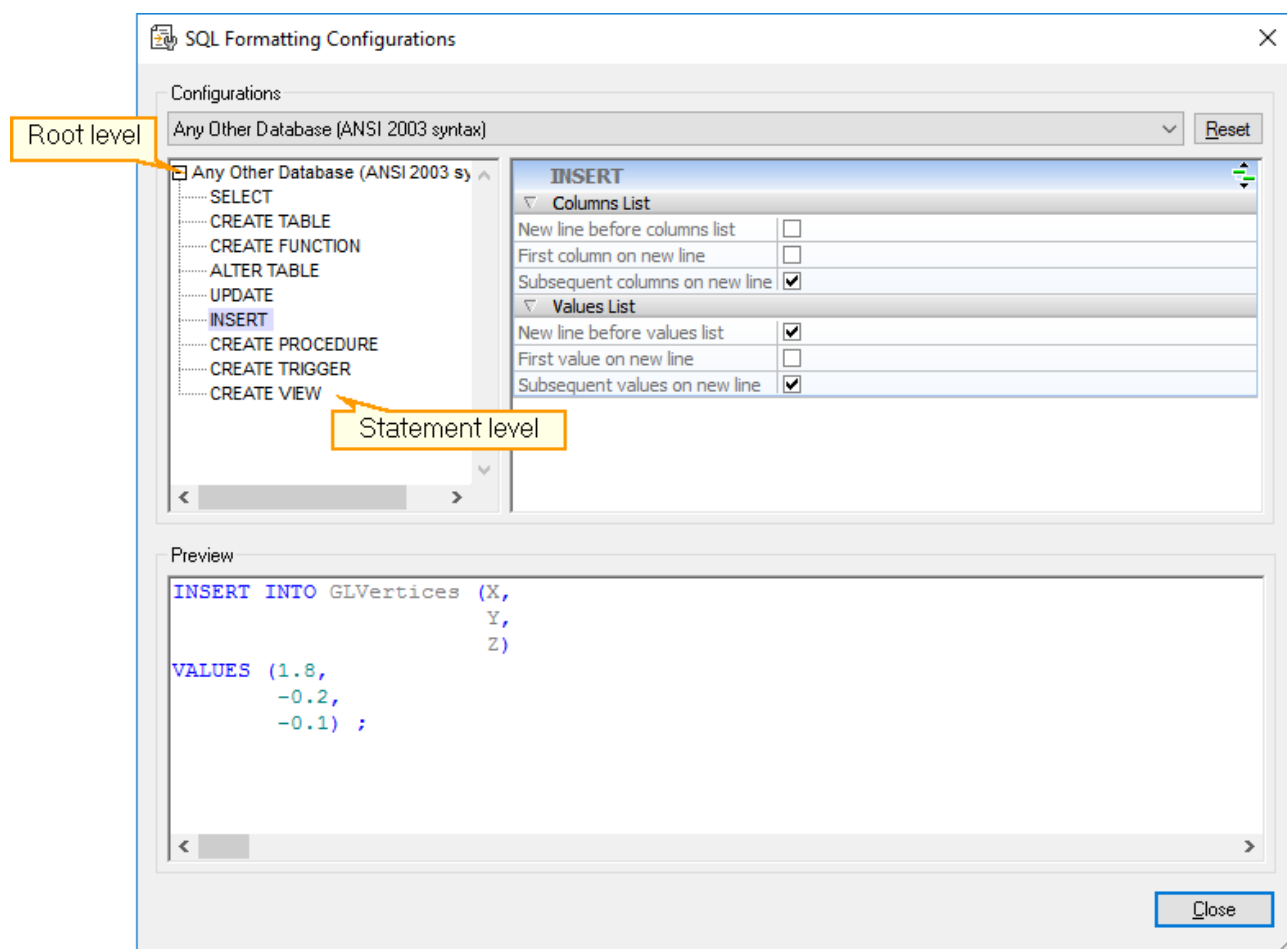 SQL Formatting Configurations
Configurations
Root level
Any Other Database (ANSI 2003 syntax)
Reset
Any Other Database (ANSI 2003 sy
SELECT
CREATE TABLE
CREATE FUNCTION
ALTER TABLE
UPDATE
INSERT
CREATE PROCEDURE
CREATE TRIGGER
CREATE VIEW
Statement level
INSERT
Columns List
New line before columns list
First column on new line
Subsequent columns on new line
Values List
New line before values list
First value on new line
Subsequent values on new line
Preview
INSERT INTO GLVertices (X,
Y,
Z)
VALUES (1.8,
-0.2,
-0.1) ;
Close